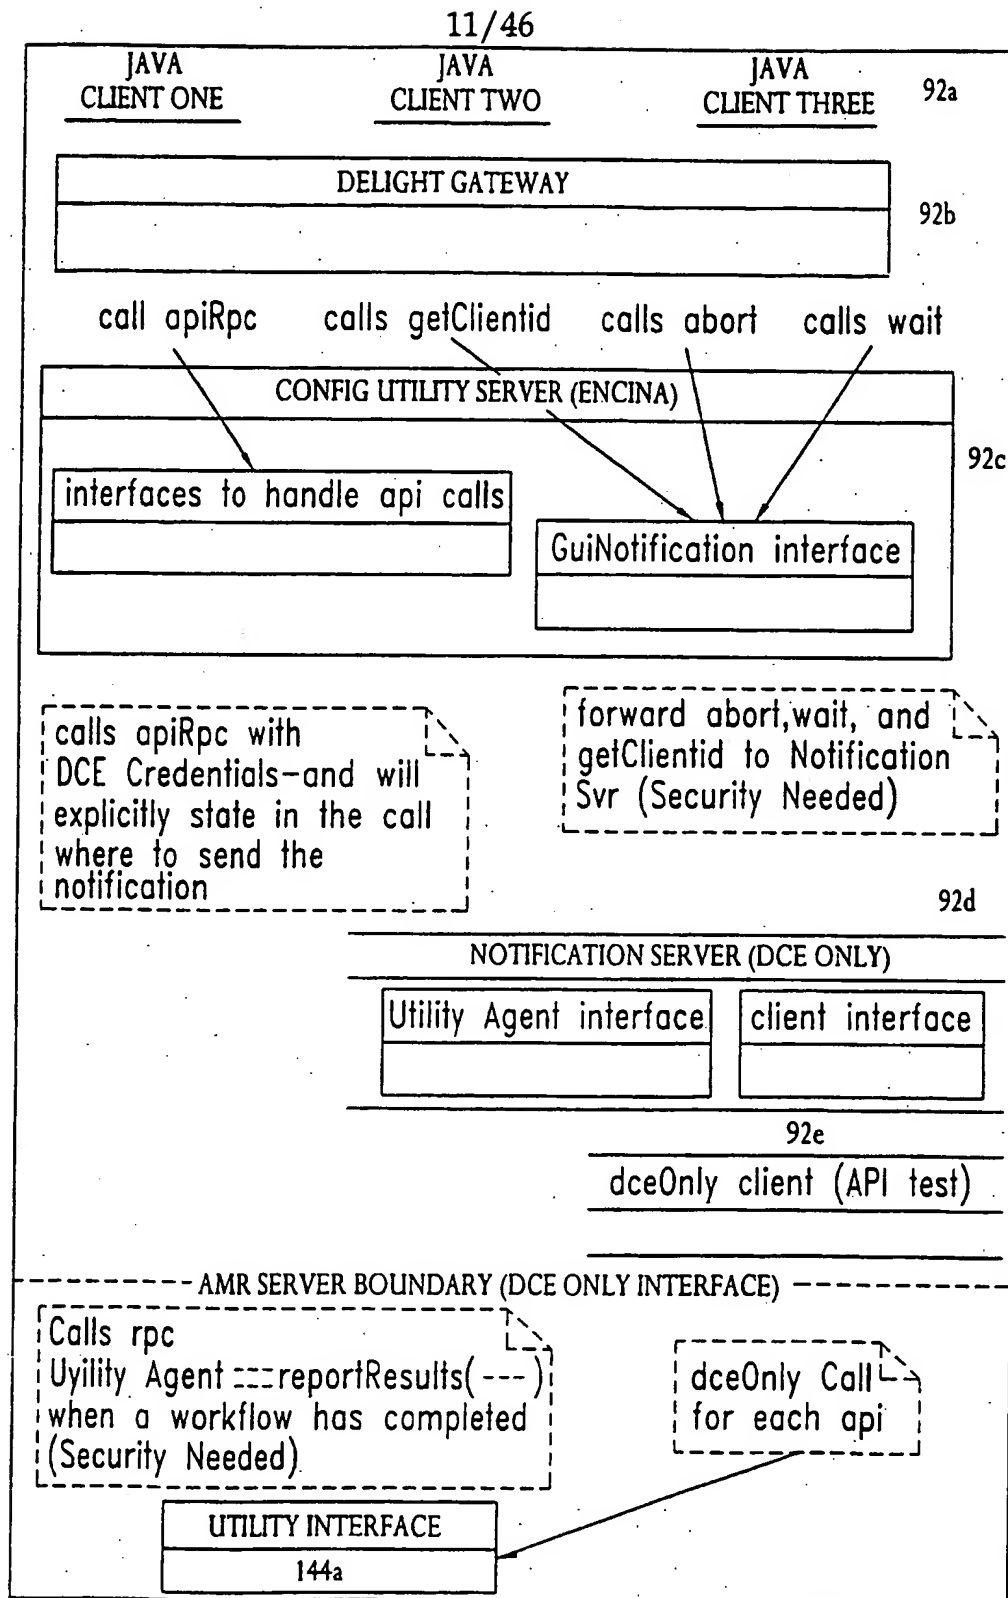 11/46
JAVA
CLIENT ONE
JAVA
CLIENT TWO
JAVA
CLIENT THREE
92a
DELIGHT GATEWAY
92b
call apiRpc
calls getClientid
calls abort
calls wait
CONFIG UTILITY SERVER (ENCINA)
92c
interfaces to handle api calls
GuiNotification interface
calls apiRpc with
DCE Credentials-and will
explicitly state in the call
where to send the
notification
forward abort,wait, and
getClientid to Notification
Svr (Security Needed)
92d
NOTIFICATION SERVER (DCE ONLY)
Utility Agent interface
client interface
92e
dceOnly client (API test)
AMR SERVER BOUNDARY (DCE ONLY INTERFACE)
Calls rpc
Uyility Agent :::reportResults( --- )
when a workflow has completed
(Security Needed)
dceOnly Call
for each api
UTILITY INTERFACE
144a